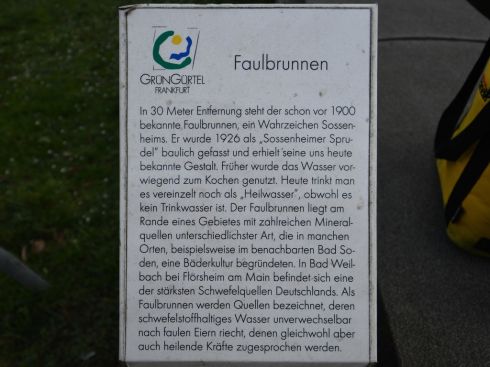 GRÜNGÜRTEL
FRANKFURT
Faulbrunnen
In 30 Meter Entfernung steht der schon vor 1900
bekannte Faulbrunnen, ein Wahrzeichen Sossen-
heims. Er wurde 1926 als „Sossenheimer Spru-
del" baulich gefasst und erhielt seine uns heute
bekannte Gestalt. Früher wurde das Wasser vor-
wiegend zum Kochen genutzt. Heute trinkt man
es vereinzelt noch als „Heilwasser", obwohl es
kein Trinkwasser ist. Der Faulbrunnen liegt am
Rande eines Gebietes mit zahlreichen Mineral-
quellen unterschiedlichster Art, die in manchen
Orten, beispielsweise im benachbarten Bad So-
den, eine Bäderkultur begründeten. In Bad Weil-
bach bei Flörsheim am Main befindet sich eine
der stärksten Schwefelquellen Deutschlands. Als
Faulbrunnen werden Quellen bezeichnet, deren
schwefelstoffhaltiges Wasser unverwechselbar
nach faulen Eiern riecht, denen gleichwohl aber
auch heilende Kräfte zugesprochen werden.